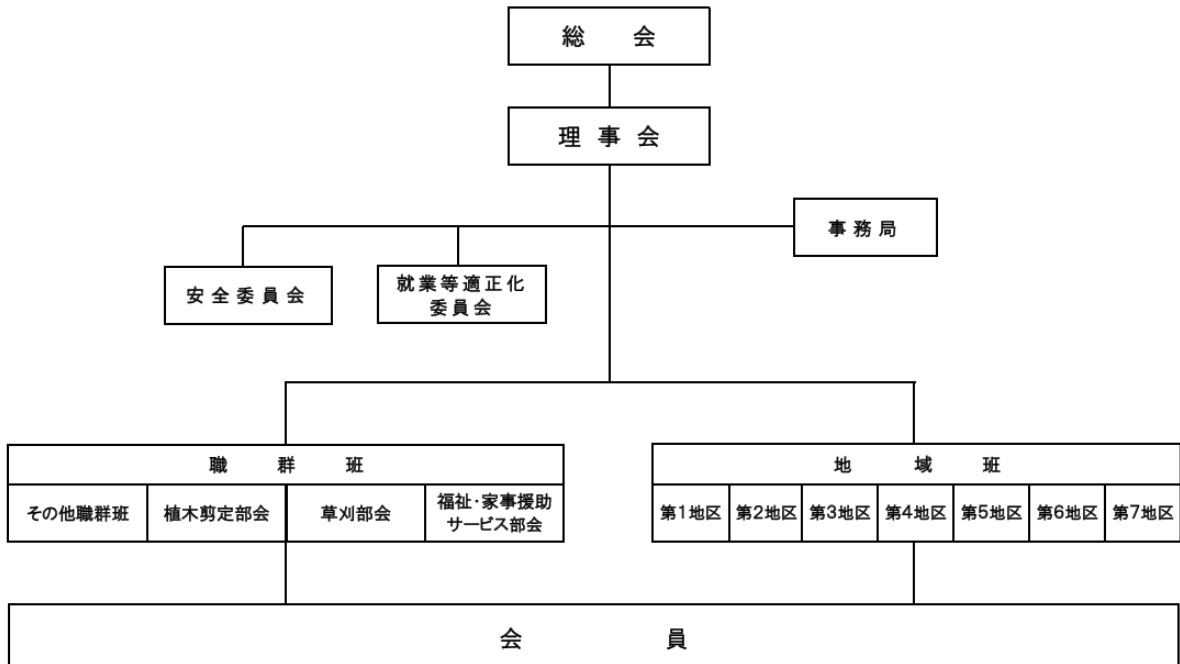 総会
理事会
事務局
安全委員会
就業等適正化
委員会
職群班
その他職群班
植木剪定部会
草刈部会
福祉・家事援助
サービス部会
地域班
第1地区
第2地区
第3地区
第4地区
第5地区
第6地区
第7地区
会員